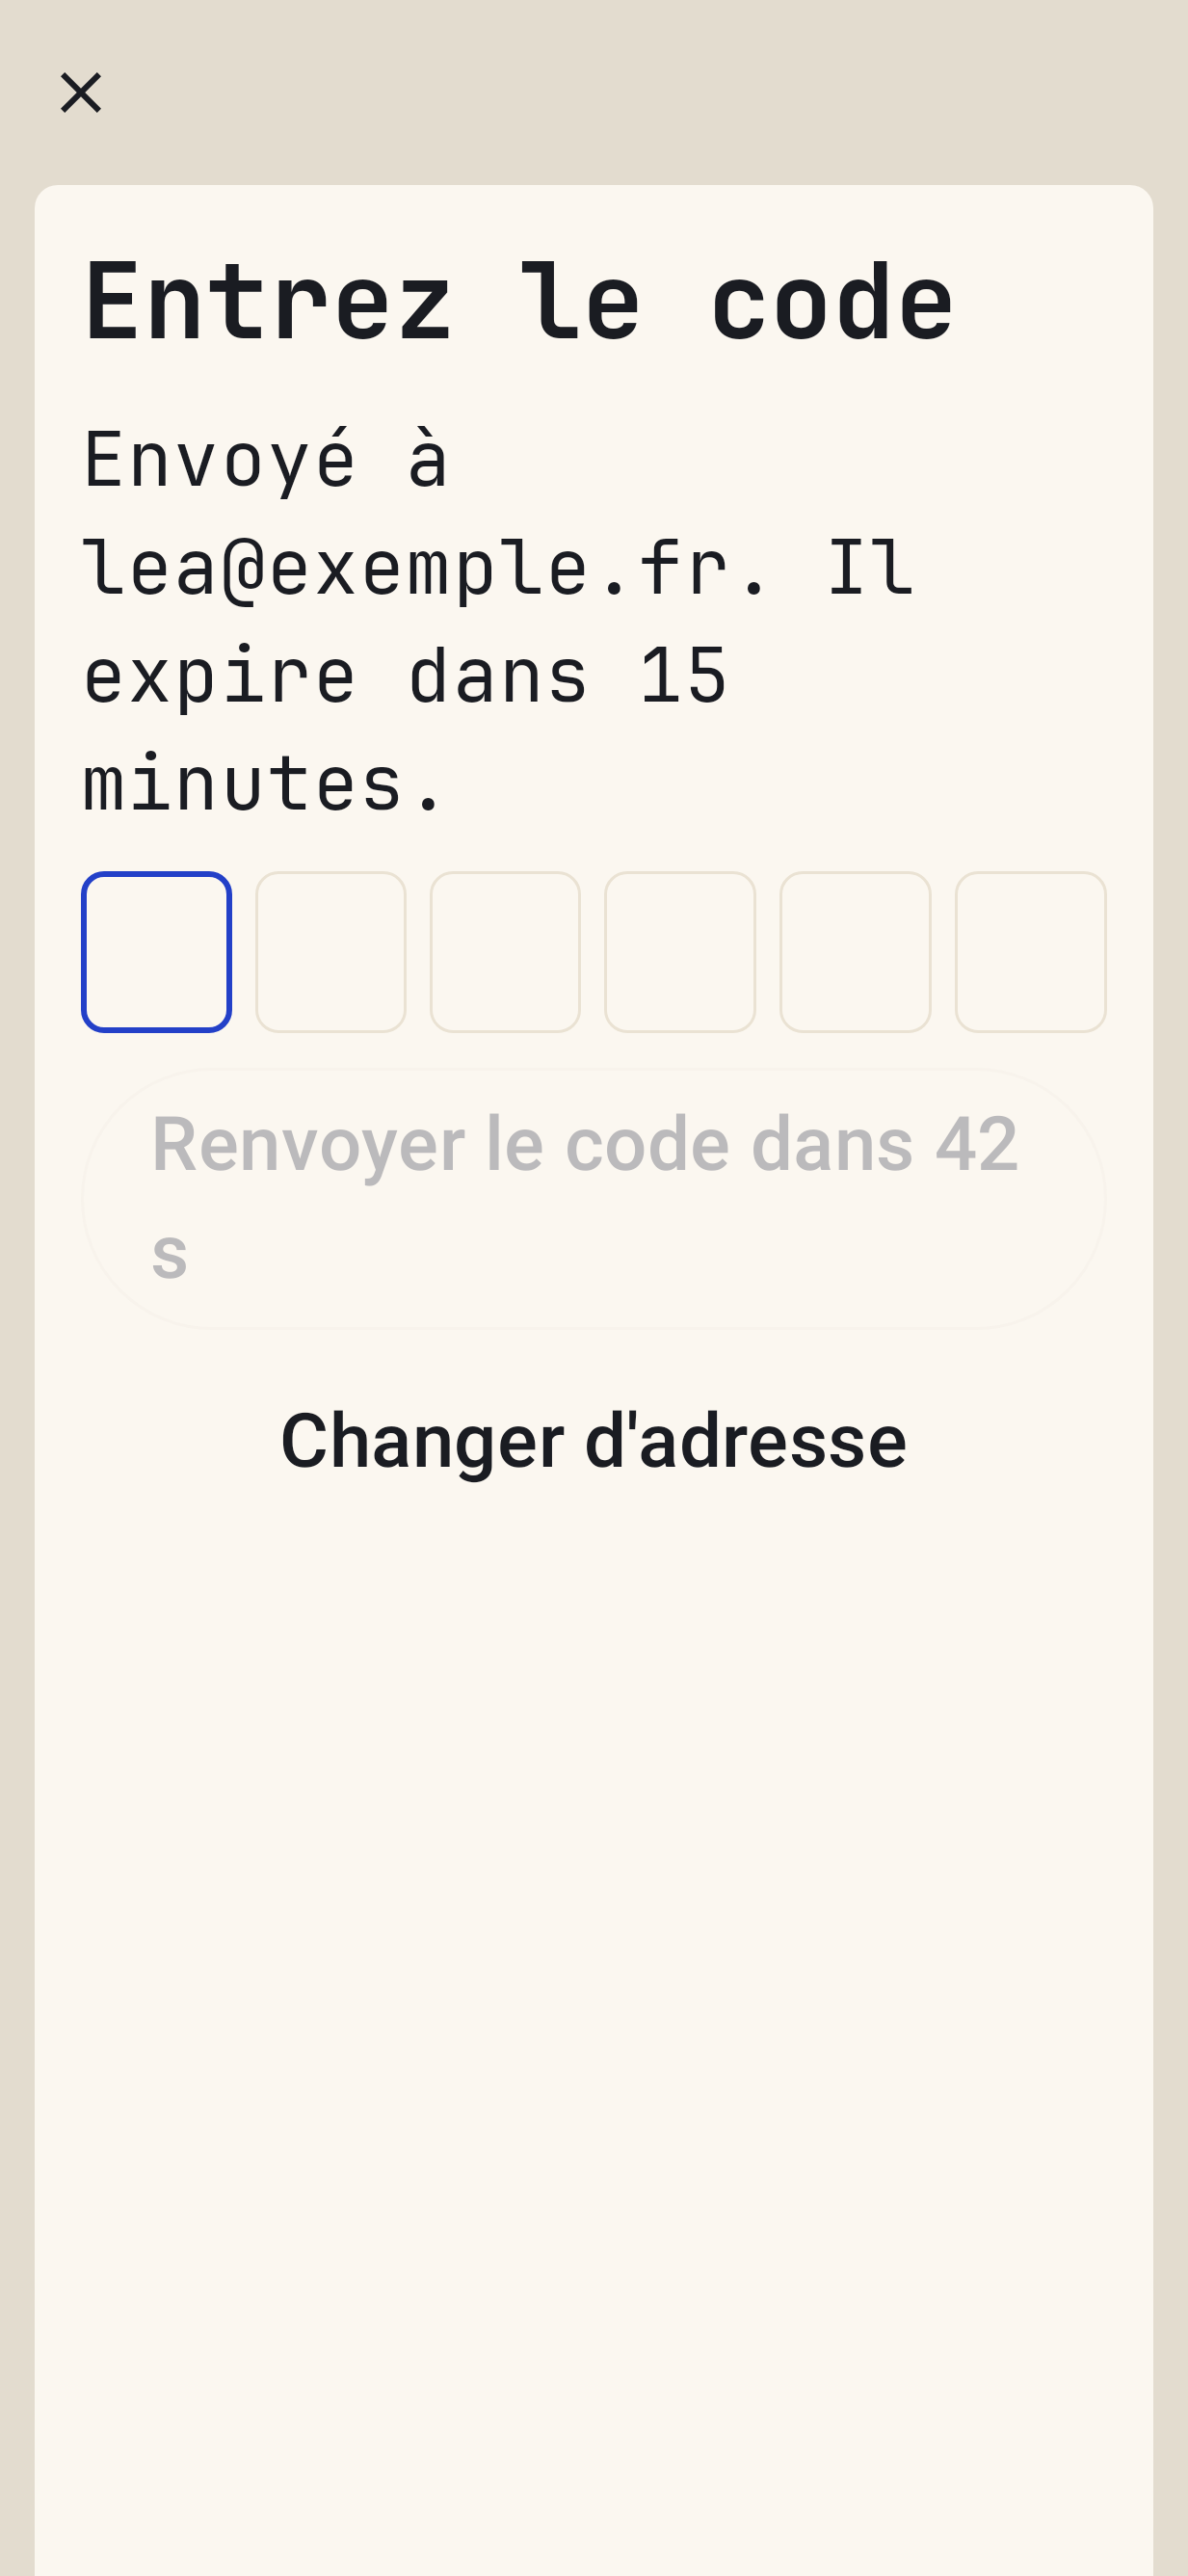 Entrez le code
Envoyé à
lea@exemple.fr. Il
expire dans 15
minutes.
Renvoyer le code dans 42
s
Changer d'adresse